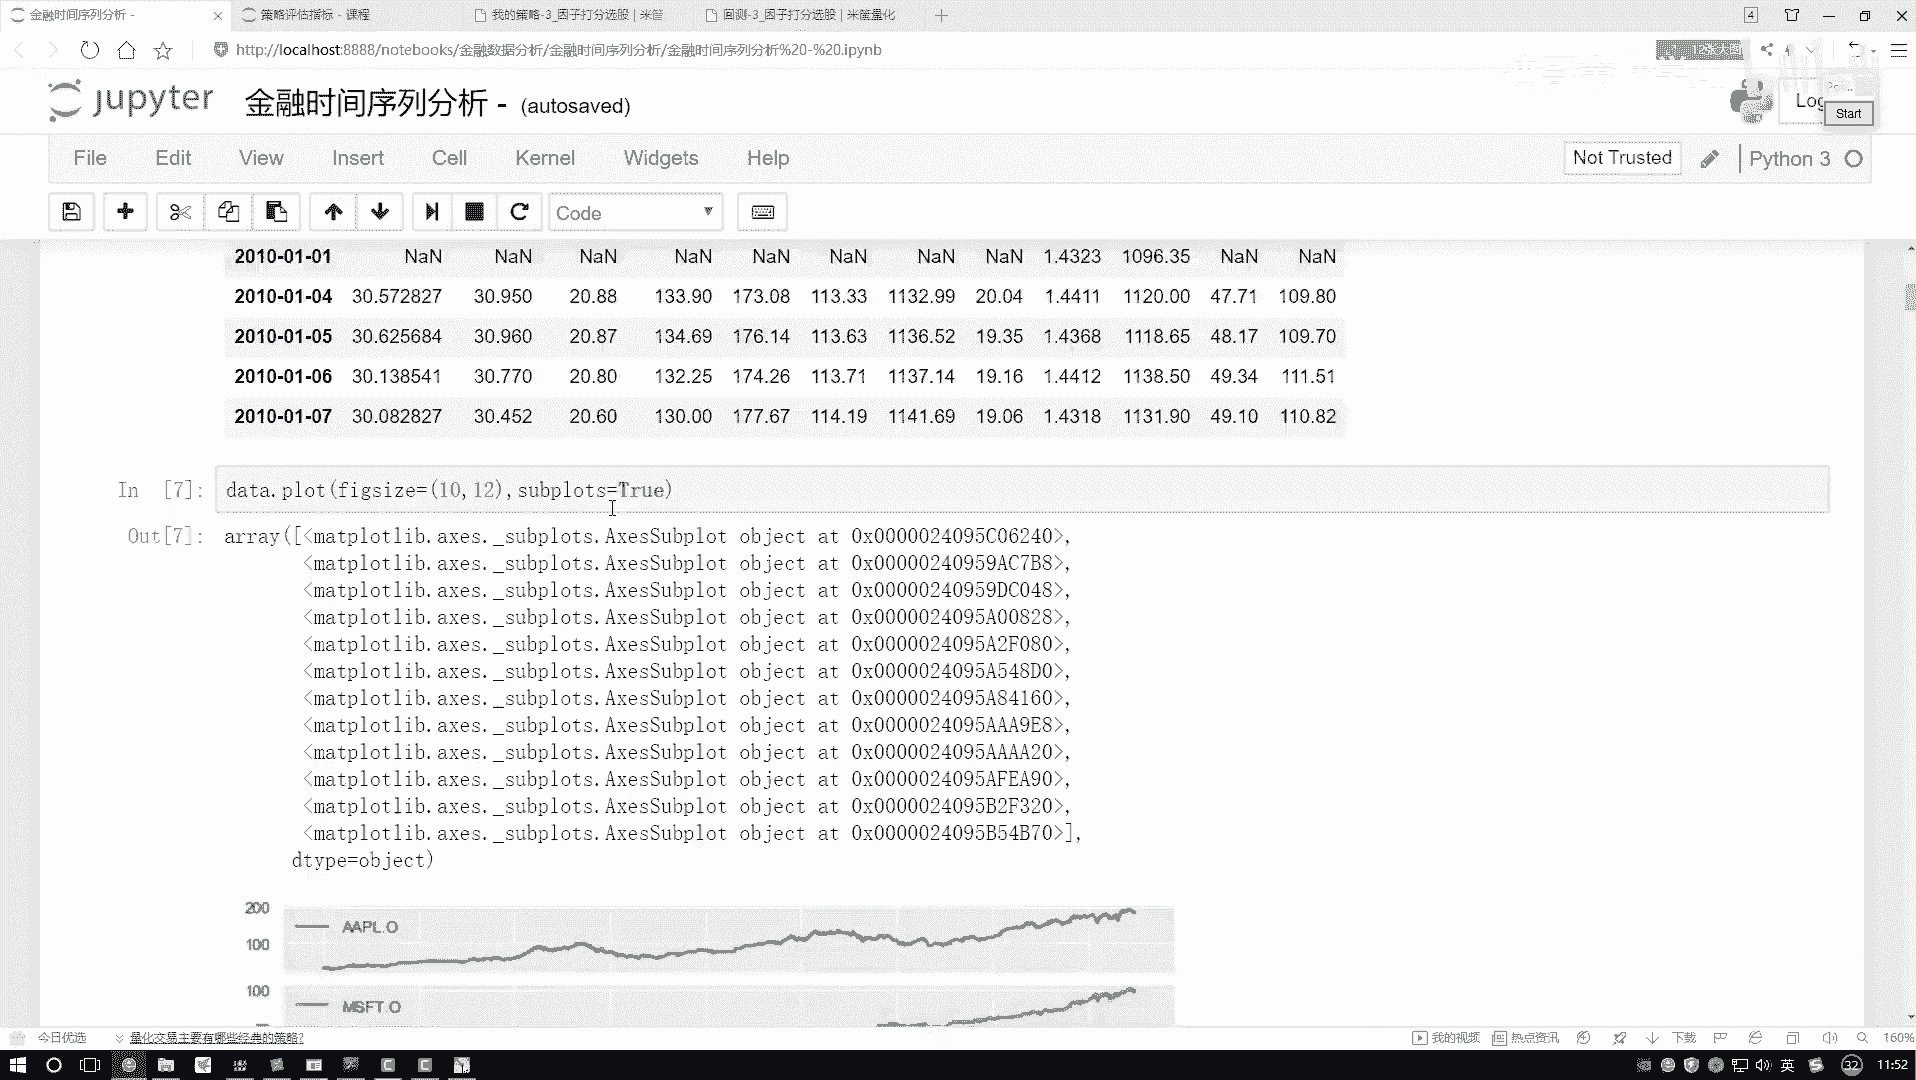 金融时间序列分析 -
策略评估指标 - 课程
我的策略-3_因子打分选股 | 米筐
回测-3_因子打分选股 | 米筐量化
4
http://localhost:8888/notebooks/金融数据分析/金融时间序列分析/金融时间序列分析%20-%20.ipynb
jupyter 金融时间序列分析 - (autosaved)
Log
Start
File Edit View Insert Cell Kernel Widgets Help
Not Trusted
Python 3
Code
2010-01-01 NaN NaN NaN NaN NaN NaN NaN NaN 1.4323 1096.35 NaN NaN
2010-01-04 30.572827 30.950 20.88 133.90 173.08 113.33 1132.99 20.04 1.4411 1120.00 47.71 109.80
2010-01-05 30.625684 30.960 20.87 134.69 176.14 113.63 1136.52 19.35 1.4368 1118.65 48.17 109.70
2010-01-06 30.138541 30.770 20.80 132.25 174.26 113.71 1137.14 19.16 1.4412 1138.50 49.34 111.51
2010-01-07 30.082827 30.452 20.60 130.00 177.67 114.19 1141.69 19.06 1.4318 1131.90 49.10 110.82
In [7]: data.plot(figsize=(10,12),subplots=True)
Out[7]: array([<matplotlib.axes._subplots.AxesSubplot object at 0x0000024095C06240>,
<matplotlib.axes._subplots.AxesSubplot object at 0x00000240959AC7B8>,
<matplotlib.axes._subplots.AxesSubplot object at 0x00000240959DC048>,
<matplotlib.axes._subplots.AxesSubplot object at 0x0000024095A00828>,
<matplotlib.axes._subplots.AxesSubplot object at 0x0000024095A2F080>,
<matplotlib.axes._subplots.AxesSubplot object at 0x0000024095A548D0>,
<matplotlib.axes._subplots.AxesSubplot object at 0x0000024095A84160>,
<matplotlib.axes._subplots.AxesSubplot object at 0x0000024095AAA9E8>,
<matplotlib.axes._subplots.AxesSubplot object at 0x0000024095AAAA20>,
<matplotlib.axes._subplots.AxesSubplot object at 0x0000024095AFEA90>,
<matplotlib.axes._subplots.AxesSubplot object at 0x0000024095B2F320>,
<matplotlib.axes._subplots.AxesSubplot object at 0x0000024095B54B70>],
dtype=object)
200
AAPL.O
100
100
MSFT.O
今日优选
量化交易主要有哪些经典的策略?
我的视频
热点资讯
下载
160%
英
32
11:52